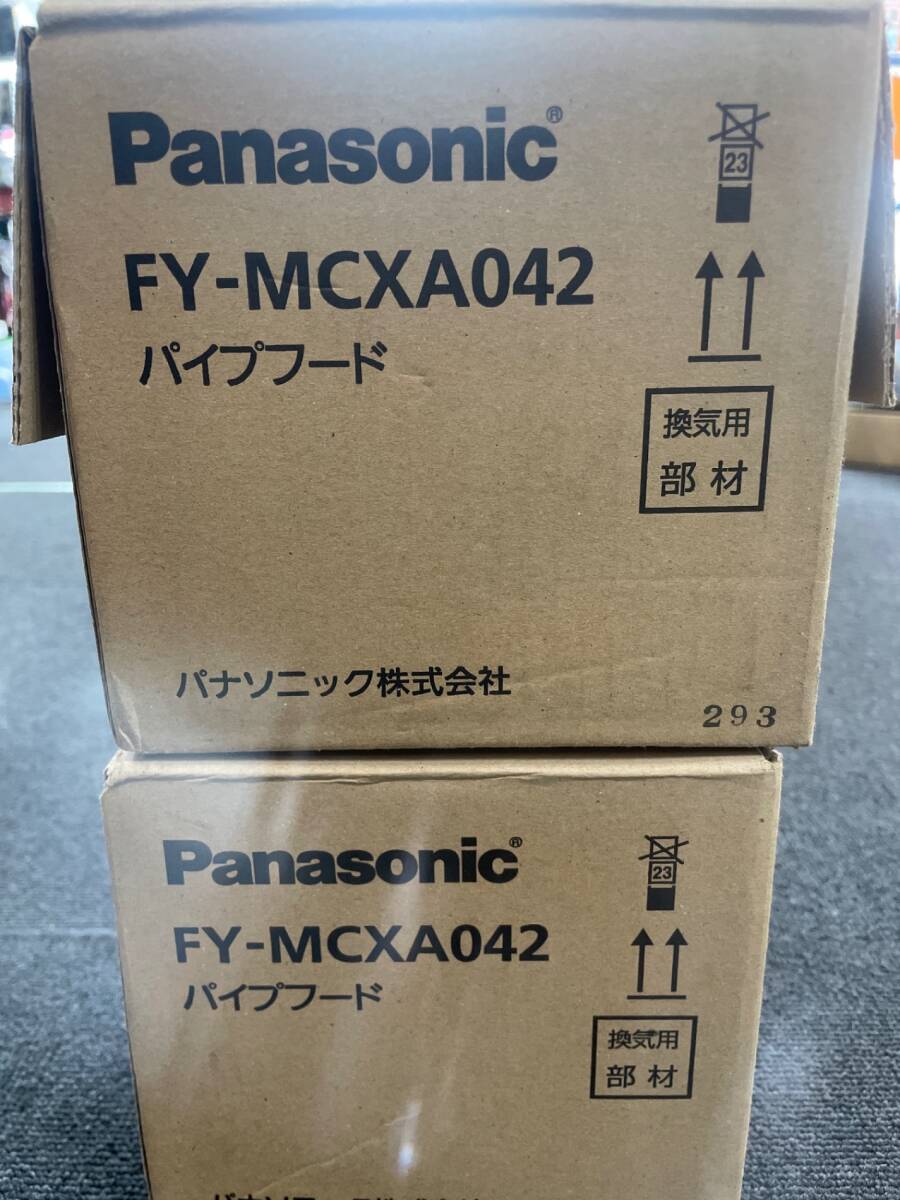 Panasonic®
23
FY-MCXA042
パイプフード
換気用
部材
パナソニック株式会社
293
Panasonic®
23
FY-MCXA042
パイプフード
換気用
部材